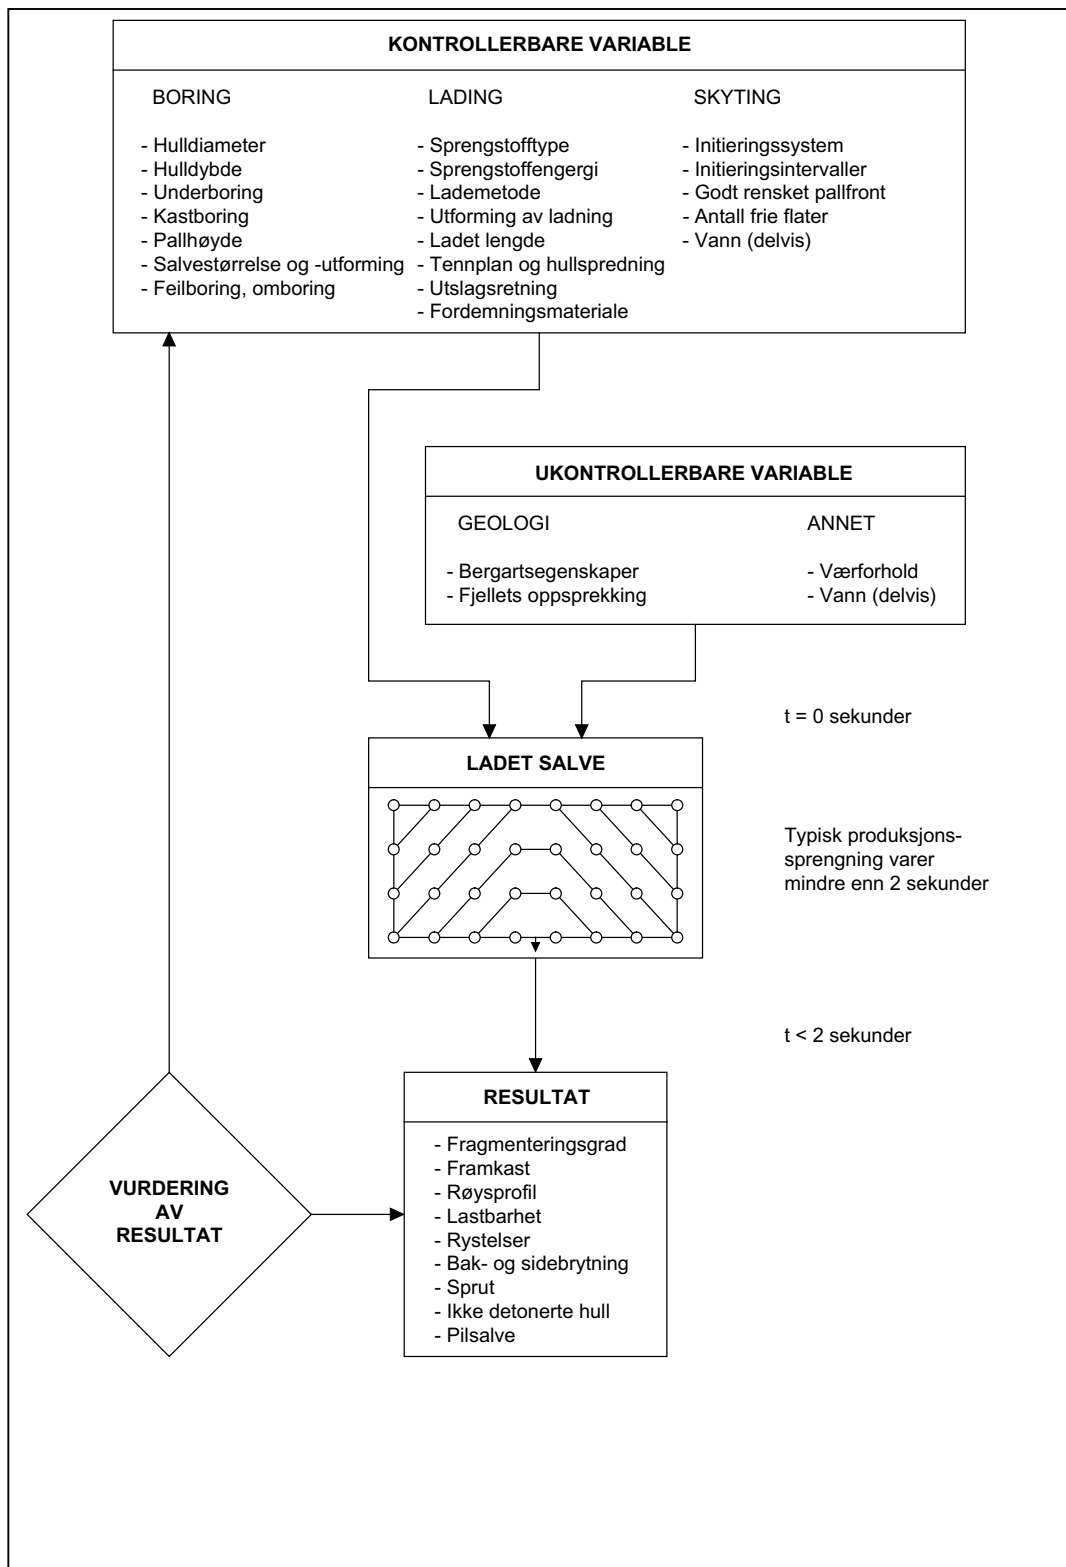 KONTROLLERBARE VARIABLE
BORING
- Hulldiameter
- Hulldybde
- Underboring
- Kastboring
- Pallhøyde
- Salvestørrelse og -utforming
- Feilboring, omboring
LADING
- Sprengstofftype
- Sprengstoffengergi
- Lademetode
- Utforming av ladning
- Ladet lengde
- Tennplan og hullspredning
- Utslagsretning
- Fordemningsmateriale
SKYTING
- Initieringssystem
- Initieringsintervaller
- Godt rensket pallfront
- Antall frie flater
- Vann (delvis)
UKONTROLLERBARE VARIABLE
GEOLOGI
- Bergartsegenskaper
- Fjellets oppsprekking
ANNET
- Værforhold
- Vann (delvis)
t = 0 sekunder
LADET SALVE
Typisk produksjons-
sprengning varer
mindre enn 2 sekunder
t < 2 sekunder
RESULTAT
- Fragmenteringsgrad
- Framkast
- Røysprofil
- Lastbarhet
- Rystelser
- Bak- og sidebrytning
- Sprut
- Ikke detonerte hull
- Pilsalve
VURDERING
AV
RESULTAT